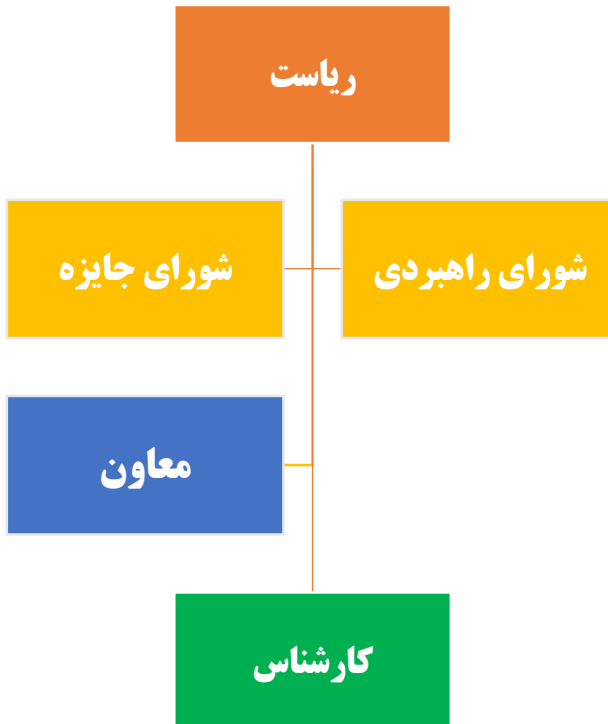 ریاست
شورای راهبردی
شورای جایزه
معاون
کارشناس